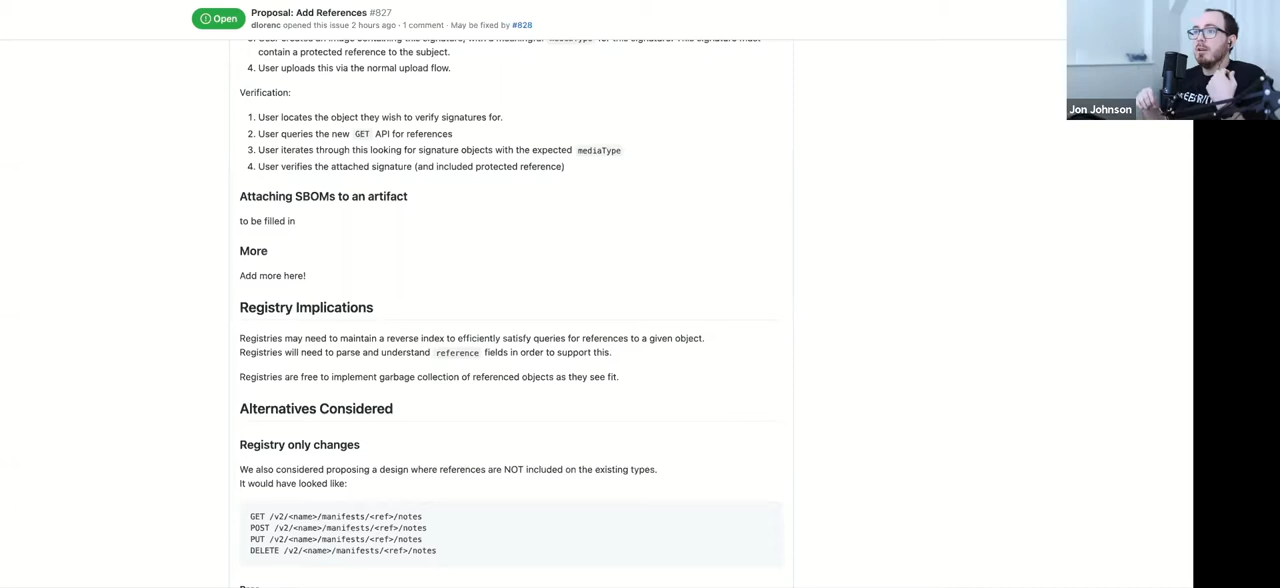 Open
Proposal: Add References #827
dlorenc opened this issue 2 hours ago · 1 comment · May be fixed by #828
contain a protected reference to the subject.
4. User uploads this via the normal upload flow.
Verification:
1. User locates the object they wish to verify signatures for.
2. User queries the new GET API for references
3. User iterates through this looking for signature objects with the expected mediaType
4. User verifies the attached signature (and included protected reference)
Attaching SBOMs to an artifact
to be filled in
More
Add more here!
Registry Implications
Registries may need to maintain a reverse index to efficiently satisfy queries for references to a given object.
Registries will need to parse and understand reference fields in order to support this.
Registries are free to implement garbage collection of referenced objects as they see fit.
Alternatives Considered
Registry only changes
We also considered proposing a design where references are NOT included on the existing types.
It would have looked like:
GET /v2/<name>/manifests/<ref>/notes
POST /v2/<name>/manifests/<ref>/notes
PUT /v2/<name>/manifests/<ref>/notes
DELETE /v2/<name>/manifests/<ref>/notes
Jon Johnson